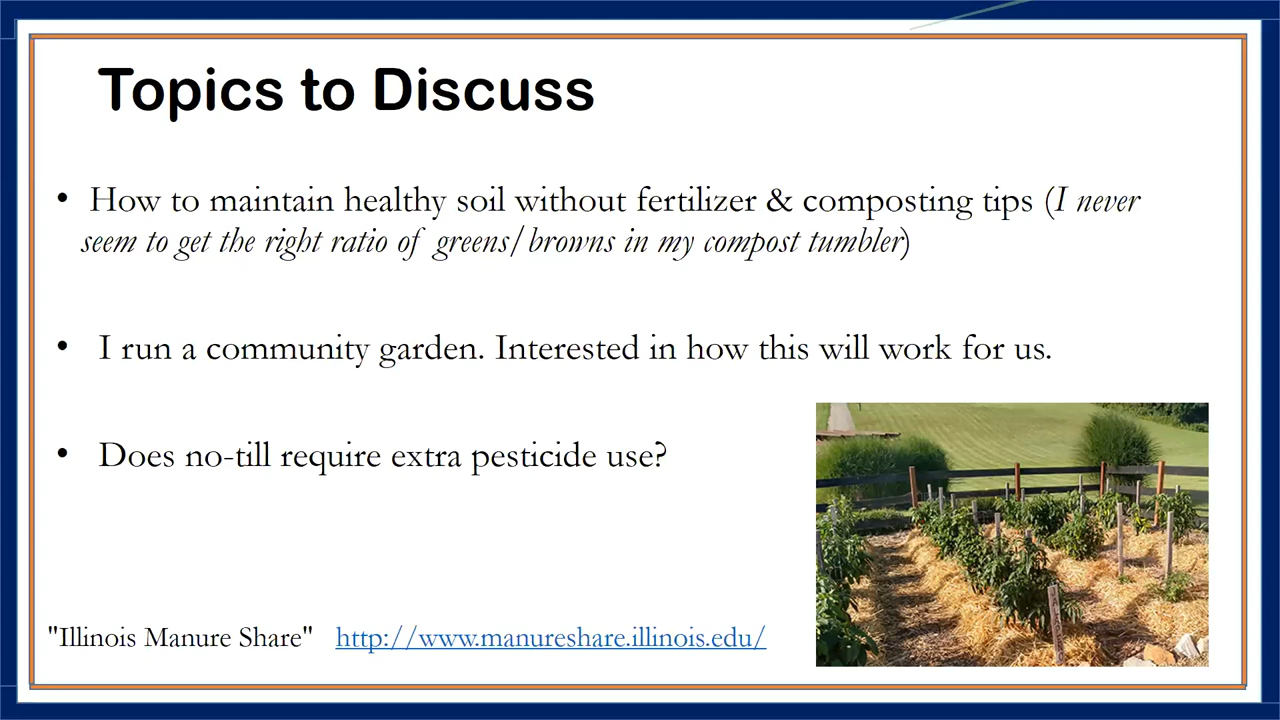 Topics to Discuss
• How to maintain healthy soil without fertilizer & composting tips (I never
seem to get the right ratio of greens/browns in my compost tumbler)
• I run a community garden. Interested in how this will work for us.
• Does no-till require extra pesticide use?
"Illinois Manure Share" http://www.manureshare.illinois.edu/